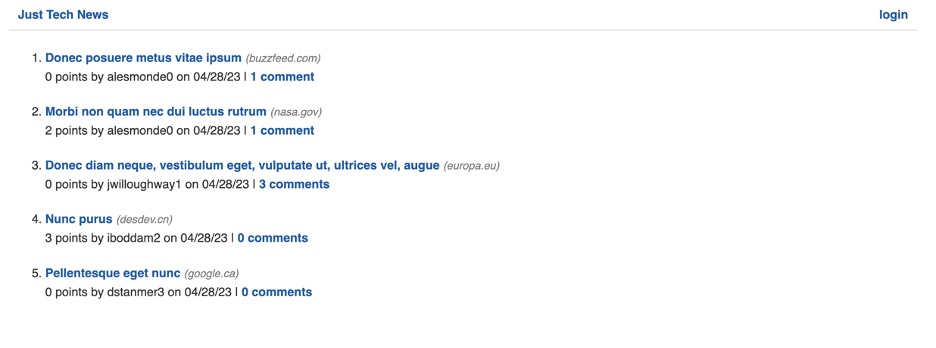 Just Tech News login
1. Donec posuere metus vitae ipsum (buzzfeed.com)
0 points by alesmonde0 on 04/28/23 | 1 comment
2. Morbi non quam nec dui luctus rutrum (nasa.gov)
2 points by alesmonde0 on 04/28/23 | 1 comment
3. Donec diam neque, vestibulum eget, vulputate ut, ultrices vel, augue (europa.eu)
0 points by jwilloughway1 on 04/28/23 | 3 comments
4. Nunc purus (desdev.cn)
3 points by iboddam2 on 04/28/23 | 0 comments
5. Pellentesque eget nunc (google.ca)
0 points by dstanmer3 on 04/28/23 | 0 comments